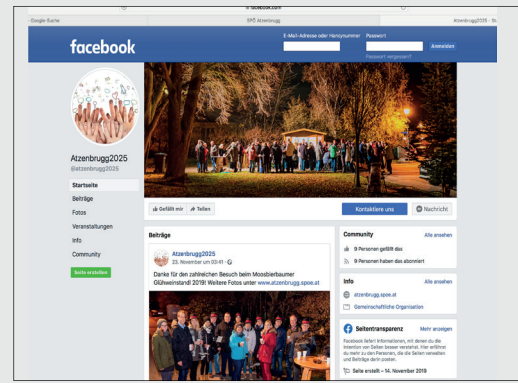 facebook.com
Google-Suche
SPÖ Atzenbrugg
facebook
E-Mail-Adresse oder Handynummer
Passwort
Anmelden
Passwort vergessen?
Atzenbrugg2025
@atzenbrugg2025
Startseite
Beiträge
Fotos
Veranstaltungen
Info
Community
Seite erstellen
Gefällt mir
Teilen
Kontaktiere uns
Nachricht
Beiträge
Atzenbrugg2025
23. November um 03:41 ·
Danke für den zahlreichen Besuch beim Moosbierbaumer
Glühweinstandl 2019! Weitere Fotos unter www.atzenbrugg.spoe.at
Community
Alle ansehen
9 Personen gefällt das
9 Personen haben das abonniert
Info
Alle ansehen
atzenbrugg.spoe.at
Gemeinschaftliche Organisation
Seitentransparenz
Mehr anzeigen
Facebook liefert Informationen, mit denen du die
Intention von Seiten besser verstehst. Hier erfährst
du mehr zu den Personen, die die Seiten verwalten
und Beiträge darin posten.
Seite erstellt – 14. November 2019